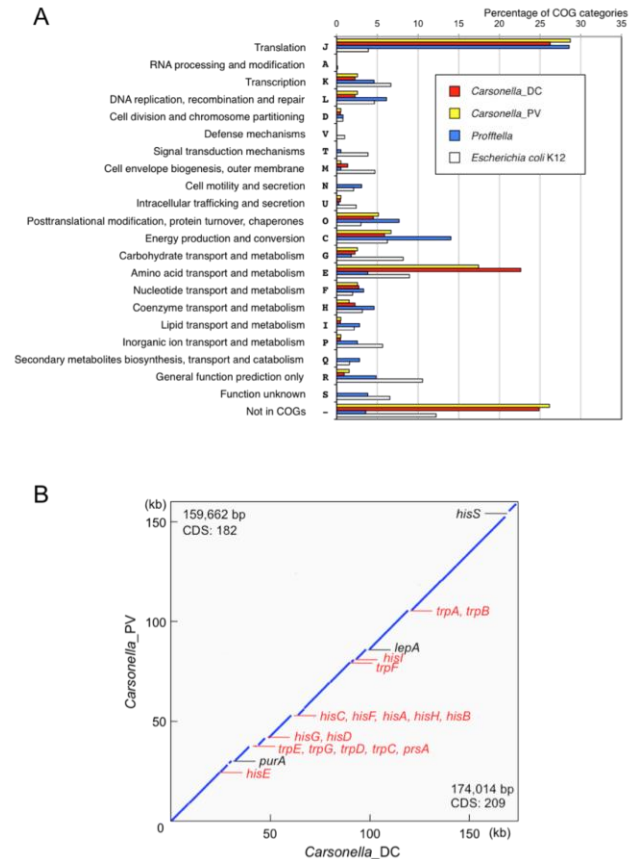 A
Percentage of COG categories
0 5 10 15 20 25 30 35
Translation J
RNA processing and modification A
Transcription K
DNA replication, recombination and repair L
Cell division and chromosome partitioning D
Defense mechanisms V
Signal transduction mechanisms T
Cell envelope biogenesis, outer membrane M
Cell motility and secretion N
Intracellular trafficking and secretion U
Posttranslational modification, protein turnover, chaperones O
Energy production and conversion C
Carbohydrate transport and metabolism G
Amino acid transport and metabolism E
Nucleotide transport and metabolism F
Coenzyme transport and metabolism H
Lipid transport and metabolism I
Inorganic ion transport and metabolism P
Secondary metabolites biosynthesis, transport and catabolism Q
General function prediction only R
Function unknown S
Not in COGs -
Carsonella_DC
Carsonella_PV
Profftella
Escherichia coli K12
B
(kb)
159,662 bp
CDS: 182
hisS
150
trpA, trpB
100
lepA
hisI
trpF
hisC, hisF, hisA, hisH, hisB
50
hisG, hisD
trpE, trpG, trpD, trpC, prsA
purA
hisE
174,014 bp
CDS: 209
0
50 100 150 (kb)
Carsonella_PV
Carsonella_DC